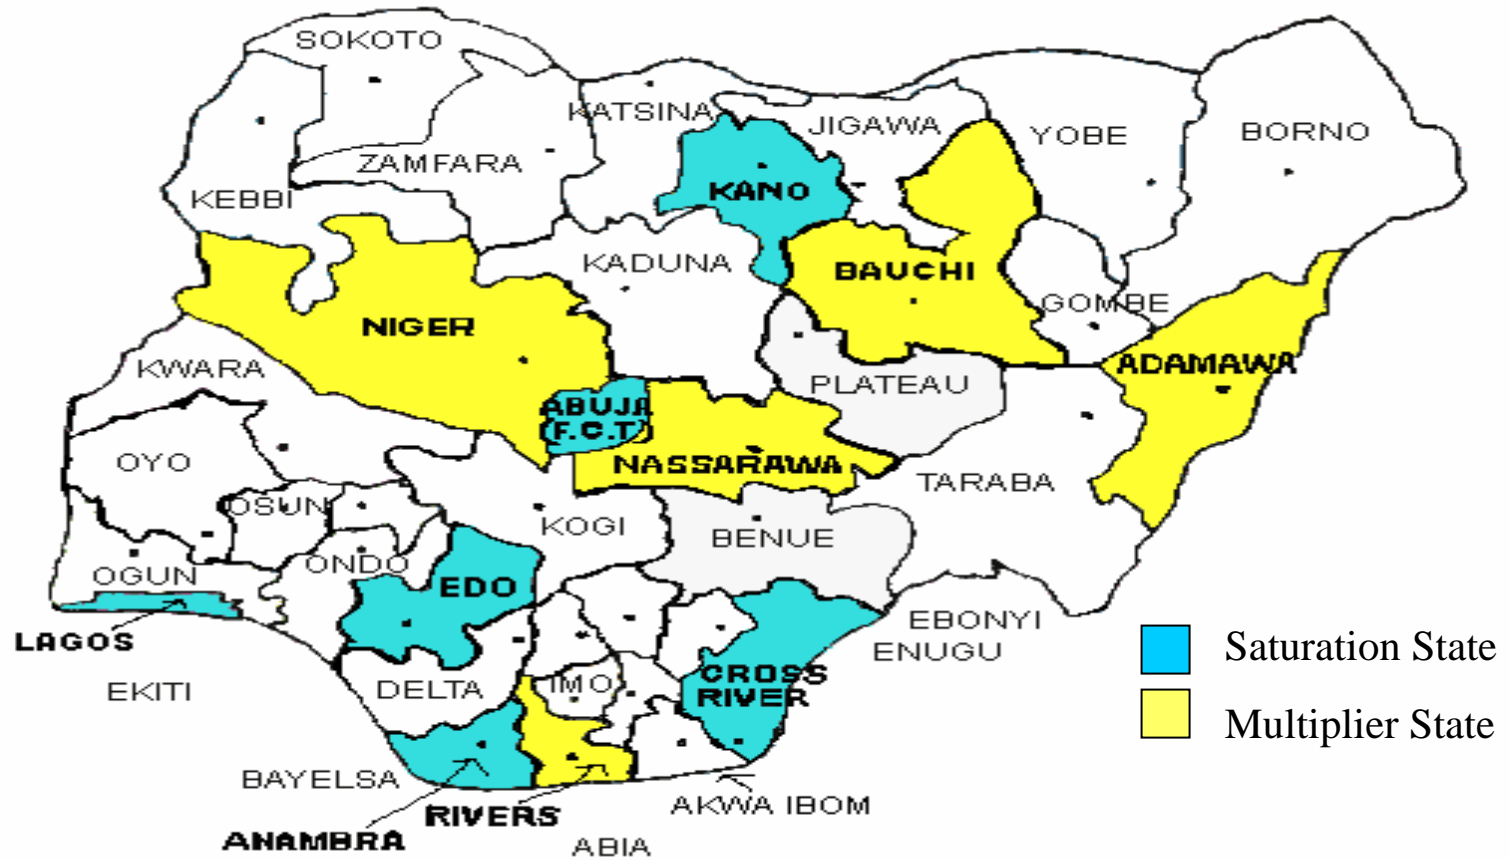 SOKOTO
KATSINA
JIGAWA
YOBE
BORNO
ZAMFARA
KEBBI
KANO
KADUNA
BAUCHI
GOMBE
NIGER
KWARA
ADAMAWA
PLATEAU
ABUJA
(F.C.T)
OYO
NASSARAWA
TARABA
OSUN
KOGI
BENUE
ONDO
OGUN
EDO
EBONYI
LAGOS
ENUGU
Saturation State
EKITI
DELTA
IMO
CROSS
RIVER
Multiplier State
BAYELSA
AKWA IBOM
RIVERS
ANAMBRA
ABIA